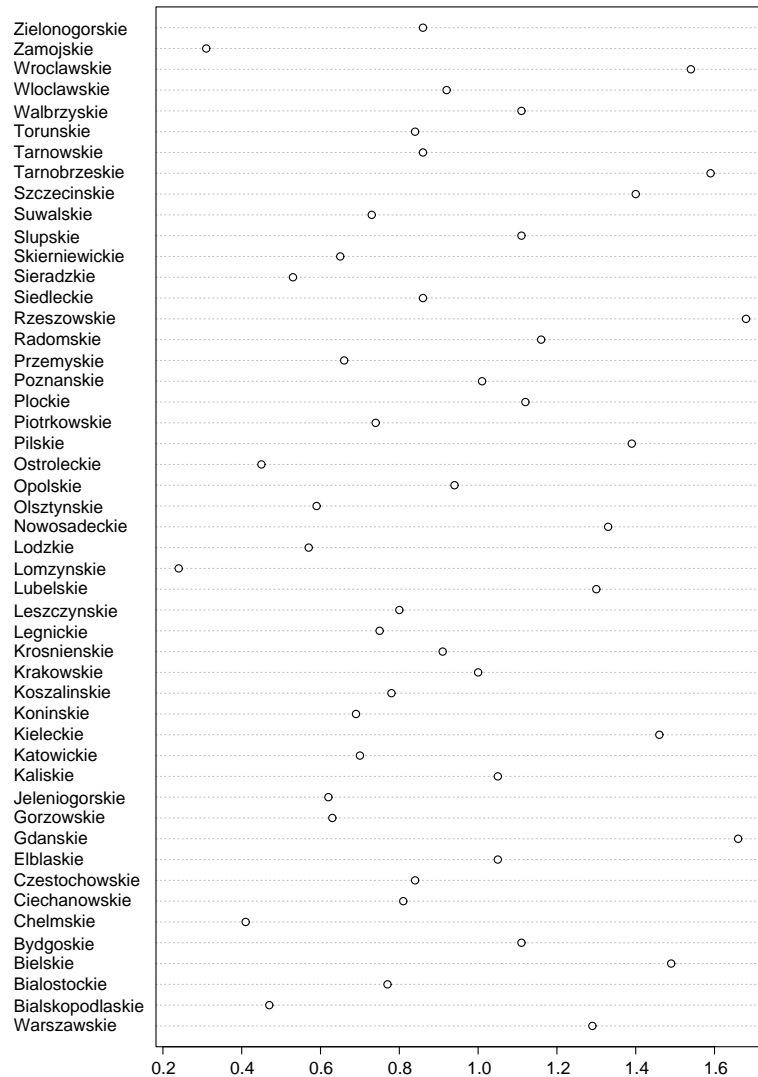 Zielonogorskie
Zamojskie
Wroclawskie
Wloclawskie
Walbrzyskie
Torunskie
Tarnowskie
Tarnobrzeskie
Szczecinskie
Suwalskie
Slupskie
Skierniewickie
Sieradzkie
Siedleckie
Rzeszowskie
Radomskie
Przemyskie
Poznanskie
Plockie
Piotrkowskie
Pilskie
Ostroleckie
Opolskie
Olsztynskie
Nowosadeckie
Lodzkie
Lomzynskie
Lubelskie
Leszczynskie
Legnickie
Krosnienskie
Krakowskie
Koszalinskie
Koninskie
Kieleckie
Katowickie
Kaliskie
Jeleniogorskie
Gorzowskie
Gdanskie
Elblaskie
Czestochowskie
Ciechanowskie
Chelmskie
Bydgoskie
Bielskie
Bialostockie
Bialskopodlaskie
Warszawskie
0.2 0.4 0.6 0.8 1.0 1.2 1.4 1.6